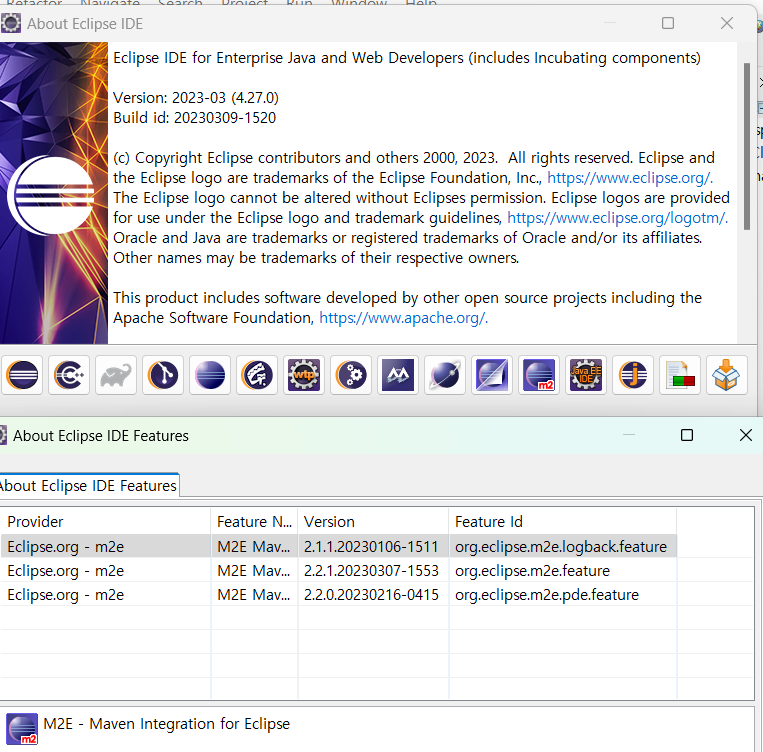 Refactor Navigate Search Project Run Window Help
About Eclipse IDE
Eclipse IDE for Enterprise Java and Web Developers (includes Incubating components)
Version: 2023-03 (4.27.0)
Build id: 20230309-1520
(c) Copyright Eclipse contributors and others 2000, 2023.  All rights reserved. Eclipse and
the Eclipse logo are trademarks of the Eclipse Foundation, Inc., https://www.eclipse.org/.
The Eclipse logo cannot be altered without Eclipses permission. Eclipse logos are provided
for use under the Eclipse logo and trademark guidelines, https://www.eclipse.org/logotm/.
Oracle and Java are trademarks or registered trademarks of Oracle and/or its affiliates.
Other names may be trademarks of their respective owners.
This product includes software developed by other open source projects including the
Apache Software Foundation, https://www.apache.org/.
wtp m2 Java EE IDE j
About Eclipse IDE Features
About Eclipse IDE Features
Provider Feature N... Version Feature Id
Eclipse.org - m2e M2E Mav... 2.1.1.20230106-1511 org.eclipse.m2e.logback.feature
Eclipse.org - m2e M2E Mav... 2.2.1.20230307-1553 org.eclipse.m2e.feature
Eclipse.org - m2e M2E Mav... 2.2.0.20230216-0415 org.eclipse.m2e.pde.feature
m2 M2E - Maven Integration for Eclipse